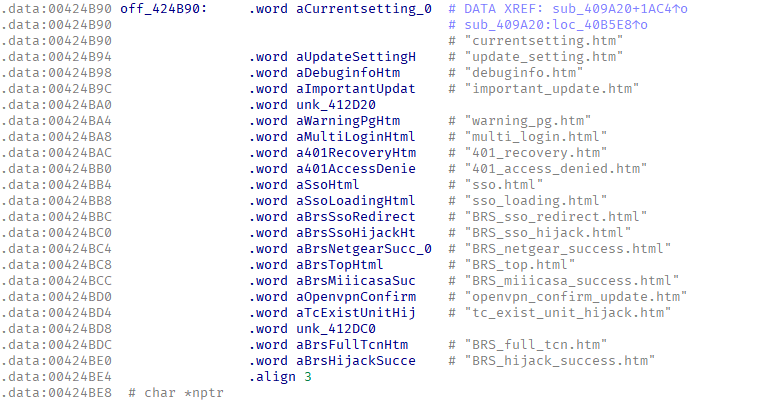 .data:00424B90 off_424B90: .word aCurrentsetting_0 # DATA XREF: sub_409A20+1AC4↑o
.data:00424B90 # sub_409A20:loc_40B5E8↑o
.data:00424B90 # "currentsetting.htm"
.data:00424B94 .word aUpdateSettingH # "update_setting.htm"
.data:00424B98 .word aDebuginfoHtm # "debuginfo.htm"
.data:00424B9C .word aImportantUpdat # "important_update.htm"
.data:00424BA0 .word unk_412D20
.data:00424BA4 .word aWarningPgHtm # "warning_pg.htm"
.data:00424BA8 .word aMultiLoginHtml # "multi_login.html"
.data:00424BAC .word a401RecoveryHtm # "401_recovery.htm"
.data:00424BB0 .word a401AccessDenie # "401_access_denied.htm"
.data:00424BB4 .word aSsoHtml # "sso.html"
.data:00424BB8 .word aSsoLoadingHtml # "sso_loading.html"
.data:00424BBC .word aBrsSsoRedirect # "BRS_sso_redirect.html"
.data:00424BC0 .word aBrsSsoHijackHt # "BRS_sso_hijack.html"
.data:00424BC4 .word aBrsNetgearSucc_0 # "BRS_netgear_success.html"
.data:00424BC8 .word aBrsTopHtml # "BRS_top.html"
.data:00424BCC .word aBrsMiiicasaSuc # "BRS_miiicasa_success.html"
.data:00424BD0 .word aOpenvpnConfirm # "openvpn_confirm_update.htm"
.data:00424BD4 .word aTcExistUnitHij # "tc_exist_unit_hijack.htm"
.data:00424BD8 .word unk_412DC0
.data:00424BDC .word aBrsFullTcnHtm # "BRS_full_tcn.htm"
.data:00424BE0 .word aBrsHijackSucce # "BRS_hijack_success.htm"
.data:00424BE4 .align 3
.data:00424BE8 # char *nptr